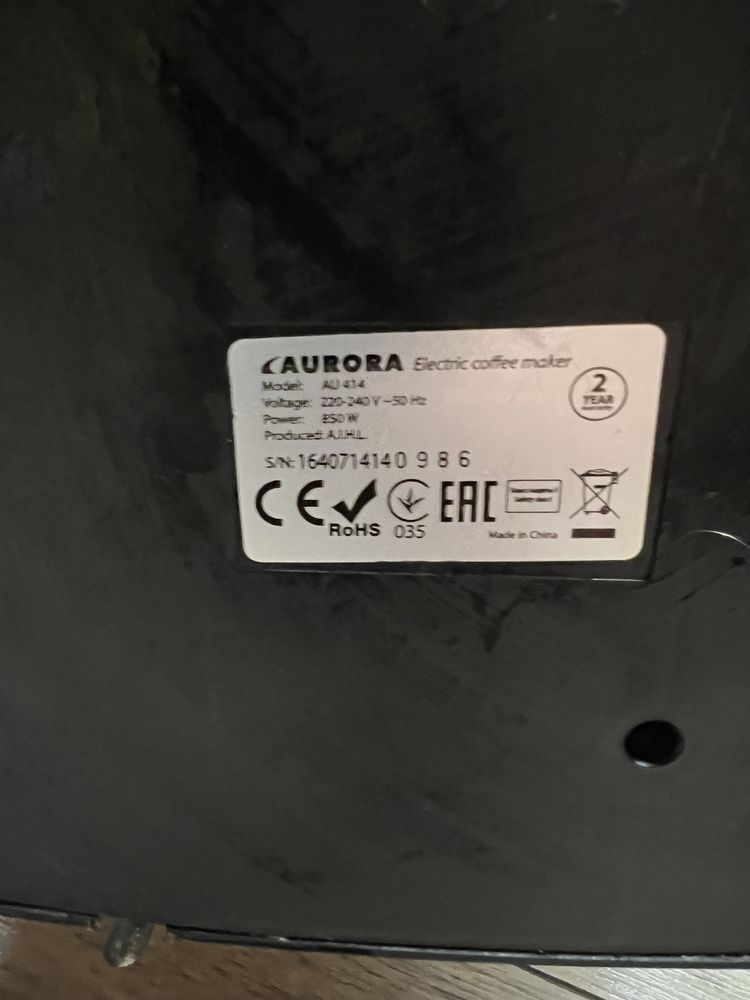 AURORA Electric coffee maker
Model: AU 414
Voltage: 220-240 V ~50 Hz
Power: 850 W
Produced: A.I.H.L.
2
YEAR
warranty
S/N: 1640714140 9 8 6
CE RoHS 035 EAC
Made in China